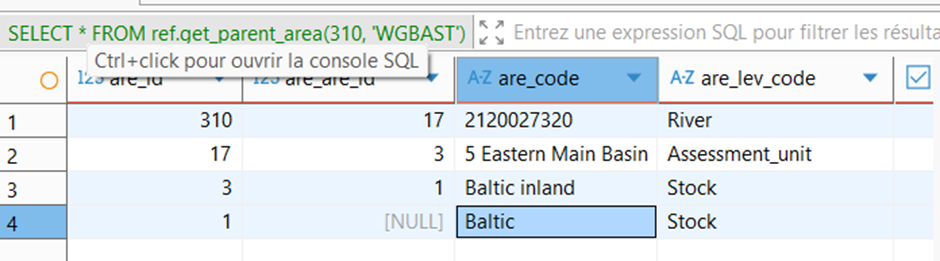 SELECT * FROM ref.get_parent_area(310, 'WGBAST') Entrez une expression SQL pour filtrer les résulta
Ctrl+click pour ouvrir la console SQL
123 are_id 123 are_are_id A-Z are_code A-Z are_lev_code
1 310 17 2120027320 River
2 17 3 5 Eastern Main Basin Assessment_unit
3 3 1 Baltic inland Stock
4 1 [NULL] Baltic Stock